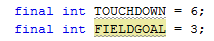 final int TOUCHDOWN = 6;
final int FIELDGOAL = 3;